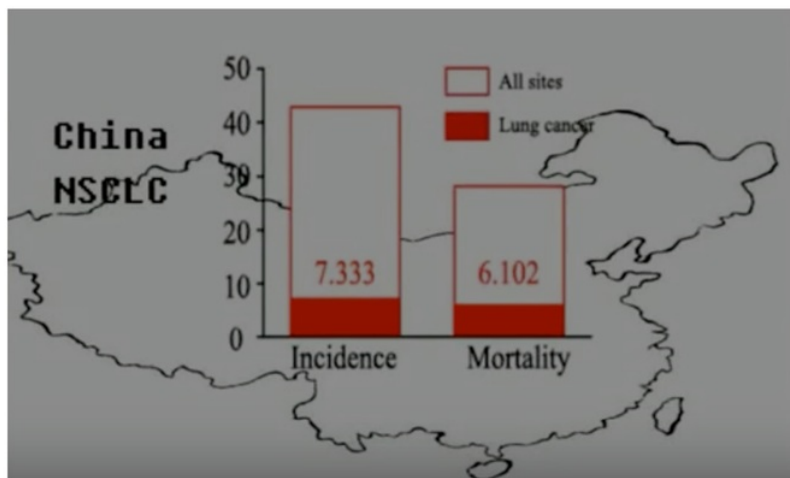 China
NSCLC
50
40
30
20
10
0
All sites
Lung cancer
7.333
6.102
Incidence
Mortality